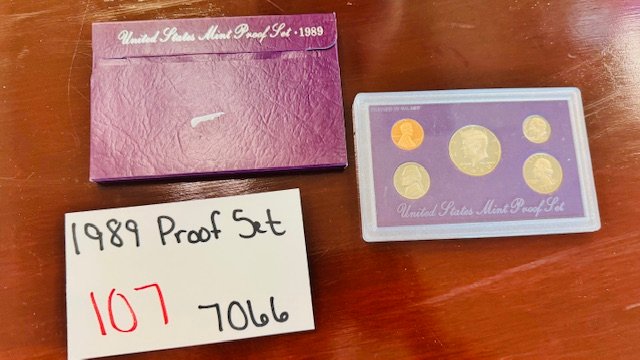 United States Mint Proof Set · 1989
United States Mint Proof Set
1989 Proof Set
107
7066